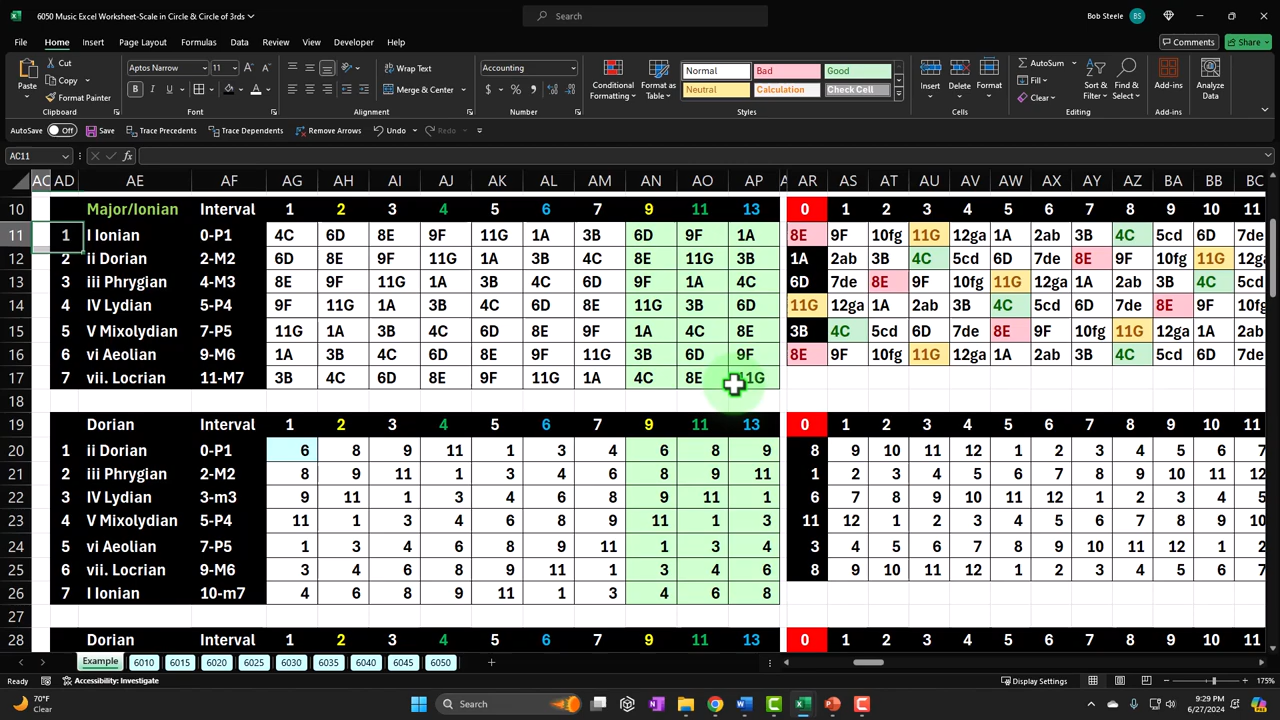 6050 Music Excel Worksheet-Scale in Circle & Circle of 3rds
Search
Bob Steele BS
File Home Insert Page Layout Formulas Data Review View Developer Help Comments Share
Paste Cut Copy Format Painter Clipboard
Aptos Narrow 11 Font
Wrap Text Merge & Center Alignment
Accounting Number
Conditional Formatting Format as Table
Normal Bad Good
Neutral Calculation Check Cell
Styles
Insert Delete Format Cells
AutoSum Fill Clear Sort & Filter Find & Select Editing
Add-ins Add-ins
Analyze Data
AutoSave Off Save Trace Precedents Trace Dependents Remove Arrows Undo Redo
AC11 fx
AC AD AE AF AG AH AI AJ AK AL AM AN AO AP AR AS AT AU AV AW AX AY AZ BA BB BC
10 Major/Ionian Interval 1 2 3 4 5 6 7 9 11 13 0 1 2 3 4 5 6 7 8 9 10 11
11 1 I Ionian 0-P1 4C 6D 8E 9F 11G 1A 3B 6D 9F 1A 8E 9F 10fg 11G 12ga 1A 2ab 3B 4C 5cd 6D 7de
12 2 ii Dorian 2-M2 6D 8E 9F 11G 1A 3B 4C 8E 11G 3B 1A 2ab 3B 4C 5cd 6D 7de 8E 9F 10fg 11G 12ga
13 3 iii Phrygian 4-M3 8E 9F 11G 1A 3B 4C 6D 9F 1A 4C 6D 7de 8E 9F 10fg 11G 12ga 1A 2ab 3B 4C 5cd
14 4 IV Lydian 5-P4 9F 11G 1A 3B 4C 6D 8E 11G 3B 6D 11G 12ga 1A 2ab 3B 4C 5cd 6D 7de 8E 9F 10fg
15 5 V Mixolydian 7-P5 11G 1A 3B 4C 6D 8E 9F 1A 4C 8E 3B 4C 5cd 6D 7de 8E 9F 10fg 11G 12ga 1A 2ab
16 6 vi Aeolian 9-M6 1A 3B 4C 6D 8E 9F 11G 3B 6D 9F 8E 9F 10fg 11G 12ga 1A 2ab 3B 4C 5cd 6D 7de
17 7 vii. Locrian 11-M7 3B 4C 6D 8E 9F 11G 1A 4C 8E 11G
18
19 Dorian Interval 1 2 3 4 5 6 7 9 11 13 0 1 2 3 4 5 6 7 8 9 10 11
20 1 ii Dorian 0-P1 6 8 9 11 1 3 4 6 8 9 8 9 10 11 12 1 2 3 4 5 6 7
21 2 iii Phrygian 2-M2 8 9 11 1 3 4 6 8 9 11 1 2 3 4 5 6 7 8 9 10 11 12
22 3 IV Lydian 3-m3 9 11 1 3 4 6 8 9 11 1 6 7 8 9 10 11 12 1 2 3 4 5
23 4 V Mixolydian 5-P4 11 1 3 4 6 8 9 11 1 3 11 12 1 2 3 4 5 6 7 8 9 10
24 5 vi Aeolian 7-P5 1 3 4 6 8 9 11 1 3 4 3 4 5 6 7 8 9 10 11 12 1 2
25 6 vii. Locrian 9-M6 3 4 6 8 9 11 1 3 4 6 8 9 10 11 12 1 2 3 4 5 6 7
26 7 I Ionian 10-m7 4 6 8 9 11 1 3 4 6 8
27
28 Dorian Interval 1 2 3 4 5 6 7 9 11 13 0 1 2 3 4 5 6 7 8 9 10 11
Example 6010 6015 6020 6025 6030 6035 6040 6045 6050
Ready Accessibility: Investigate Display Settings 175%
70°F
Clear
Search
9:29 PM
6/27/2024